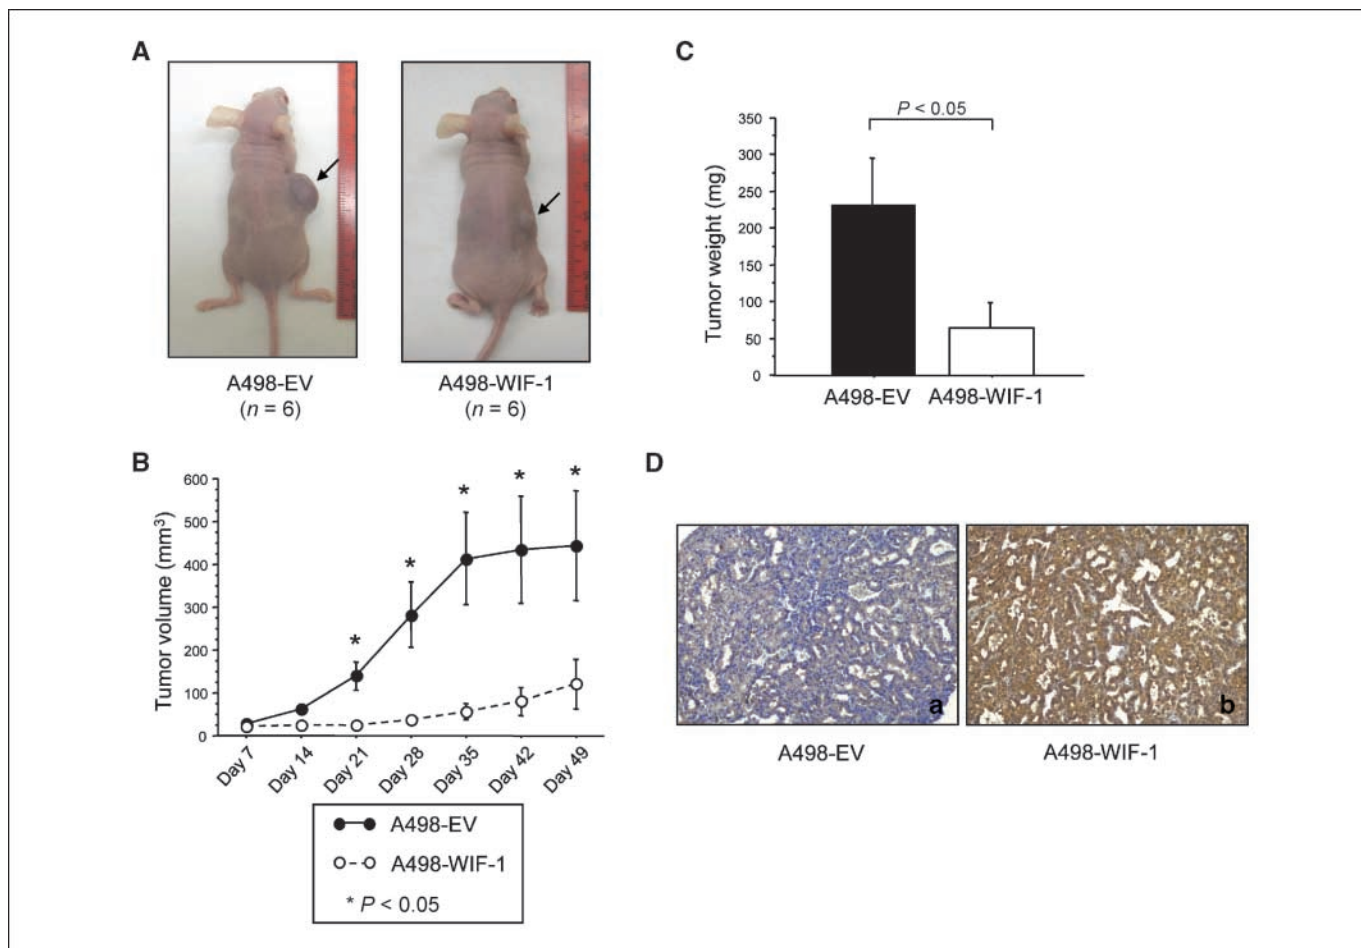 A
A498-EV
(n = 6)
A498-WIF-1
(n = 6)
B
Tumor volume (mm³)
600
500
400
300
200
100
0
* * * * *
Day 7 Day 14 Day 21 Day 28 Day 35 Day 42 Day 49
A498-EV
A498-WIF-1
* P < 0.05
C
P < 0.05
Tumor weight (mg)
350
300
250
200
150
100
50
0
A498-EV A498-WIF-1
D
a b
A498-EV A498-WIF-1